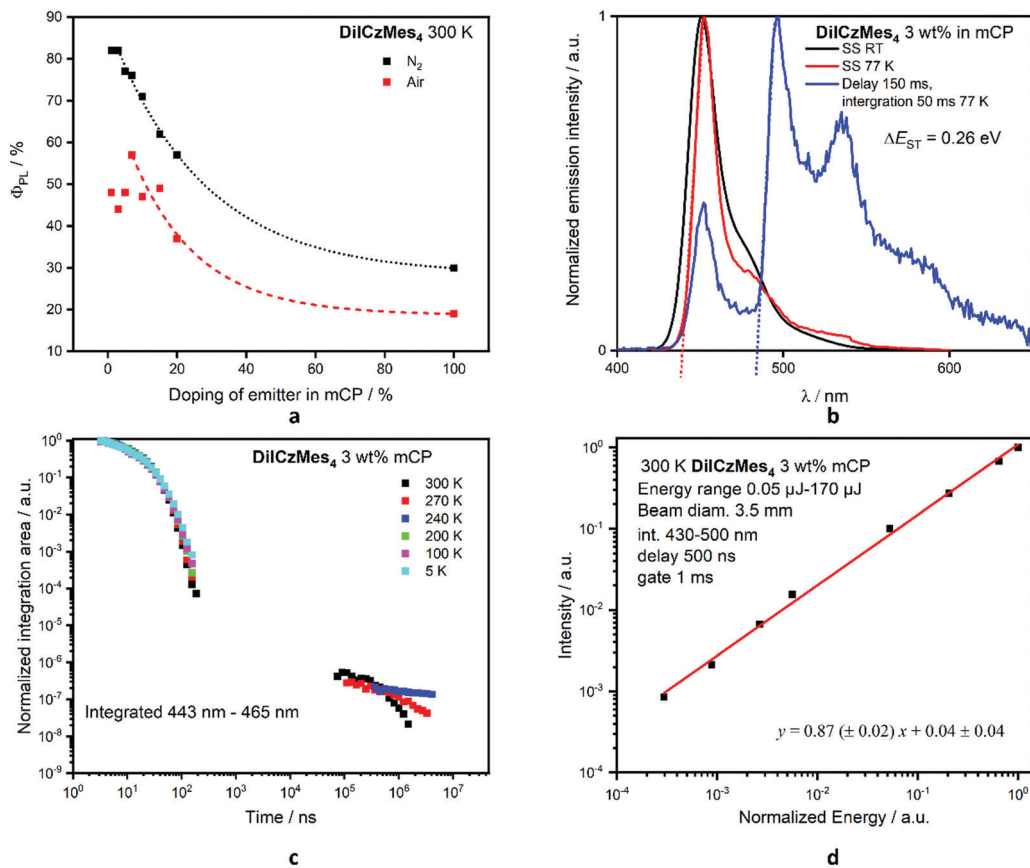 DiICzMes4 300 K
N2
Air
90
80
70
60
50
40
30
20
10
ΦPL / %
0
20
40
60
80
100
Doping of emitter in mCP / %
a
DiICzMes4 3 wt% in mCP
SS RT
SS 77 K
Delay 150 ms,
intergration 50 ms 77 K
ΔEST = 0.26 eV
1
0
Normalized emission intensity / a.u.
400
500
600
λ / nm
b
DiICzMes4 3 wt% mCP
300 K
270 K
240 K
200 K
100 K
5 K
10^0
10^-1
10^-2
10^-3
10^-4
10^-5
10^-6
10^-7
10^-8
10^-9
Normalized integration area / a.u.
Integrated 443 nm - 465 nm
10^0
10^1
10^2
10^3
10^4
10^5
10^6
10^7
Time / ns
c
300 K DiICzMes4 3 wt% mCP
Energy range 0.05 µJ-170 µJ
Beam diam. 3.5 mm
int. 430-500 nm
delay 500 ns
gate 1 ms
10^0
10^-1
10^-2
10^-3
10^-4
Intensity / a.u.
y = 0.87 (± 0.02) x + 0.04 ± 0.04
10^-4
10^-3
10^-2
10^-1
10^0
Normalized Energy / a.u.
d